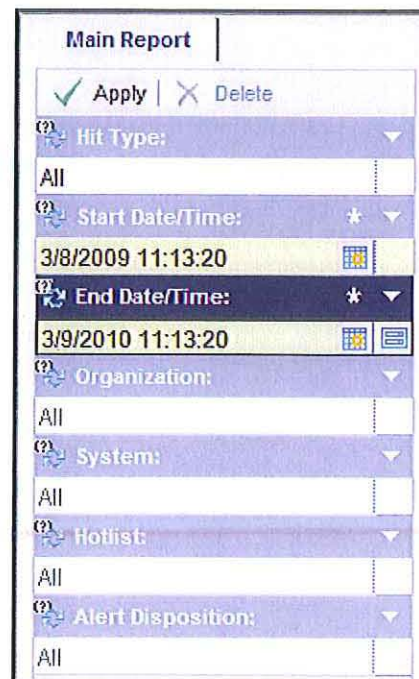 Main Report
Apply | Delete
(?) Hit Type:
All
(?) Start Date/Time: *
3/8/2009 11:13:20
(?) End Date/Time: *
3/9/2010 11:13:20
(?) Organization:
All
(?) System:
All
(?) Hotlist:
All
(?) Alert Disposition:
All